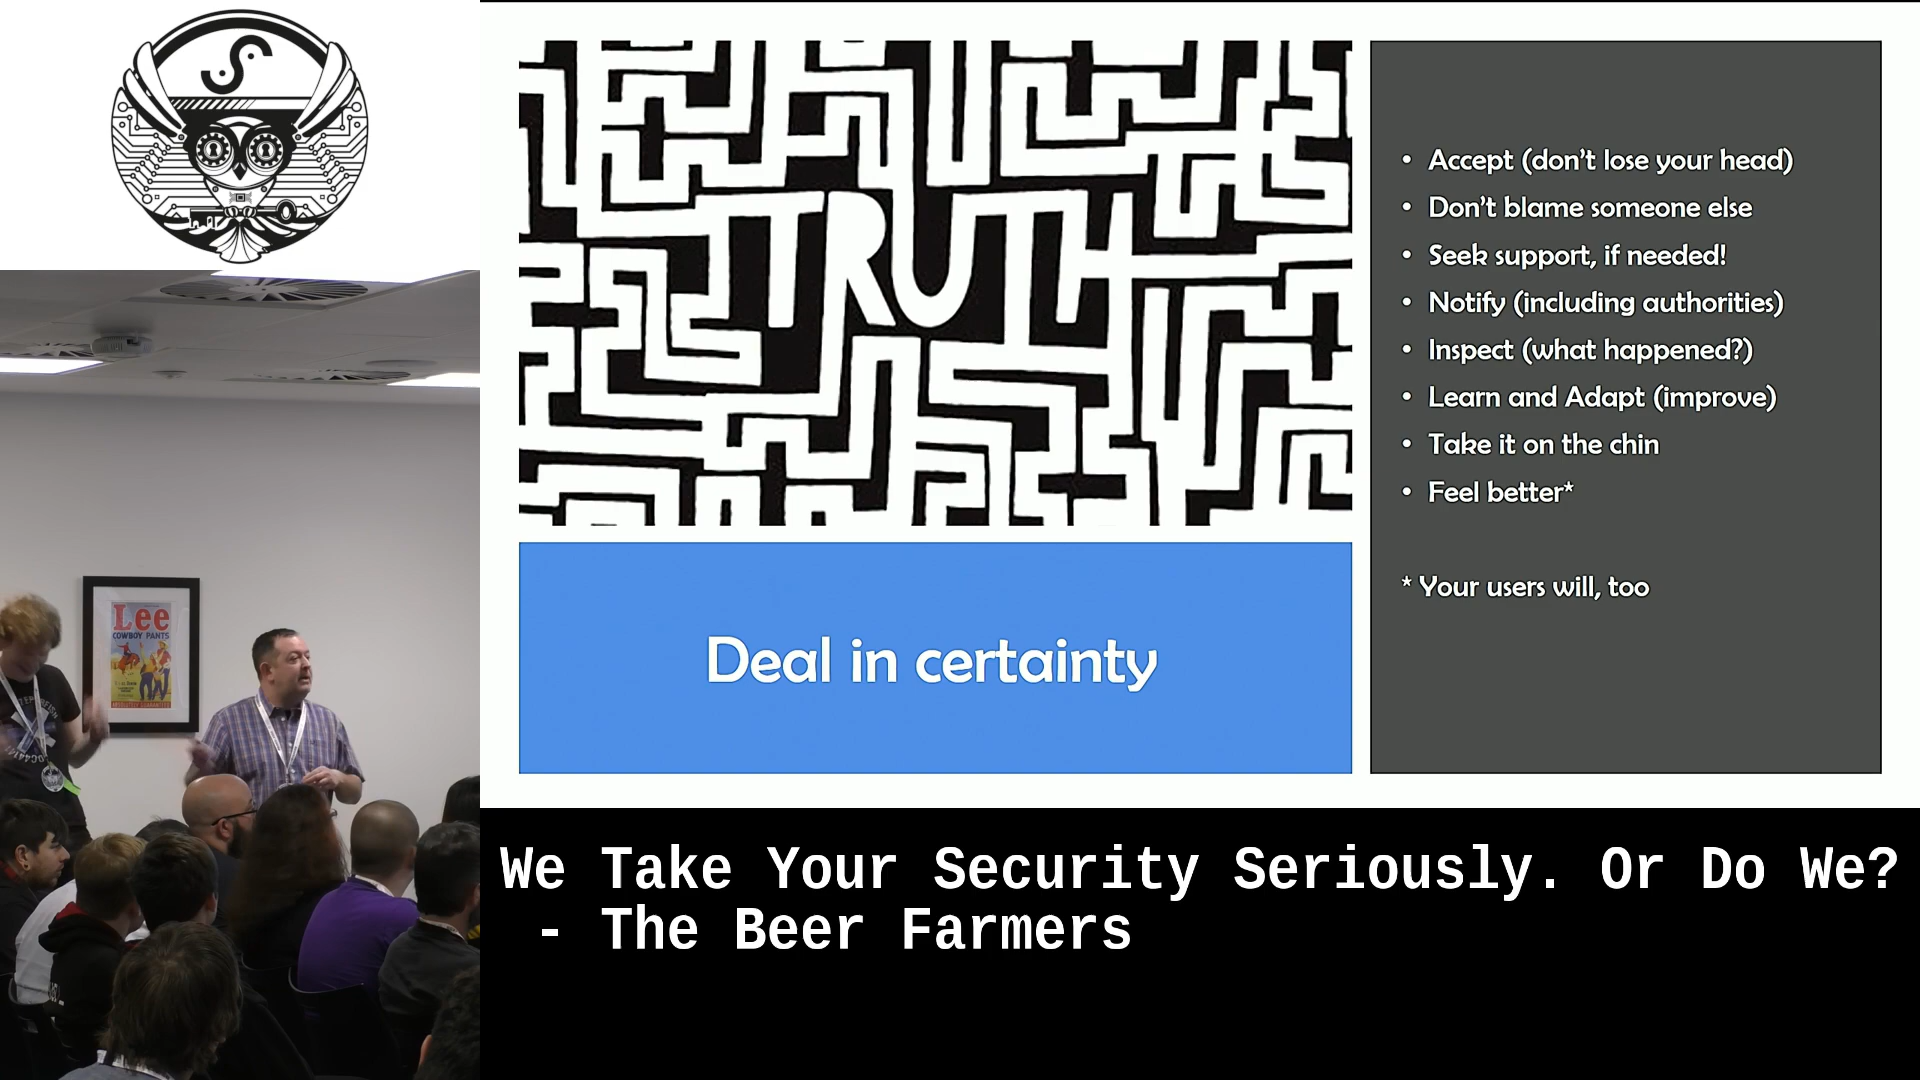 TRUTH
• Accept (don't lose your head)
• Don't blame someone else
• Seek support, if needed!
• Notify (including authorities)
• Inspect (what happened?)
• Learn and Adapt (improve)
• Take it on the chin
• Feel better*
* Your users will, too
Deal in certainty
Lee
COWBOY PANTS
We Take Your Security Seriously. Or Do We?
- The Beer Farmers